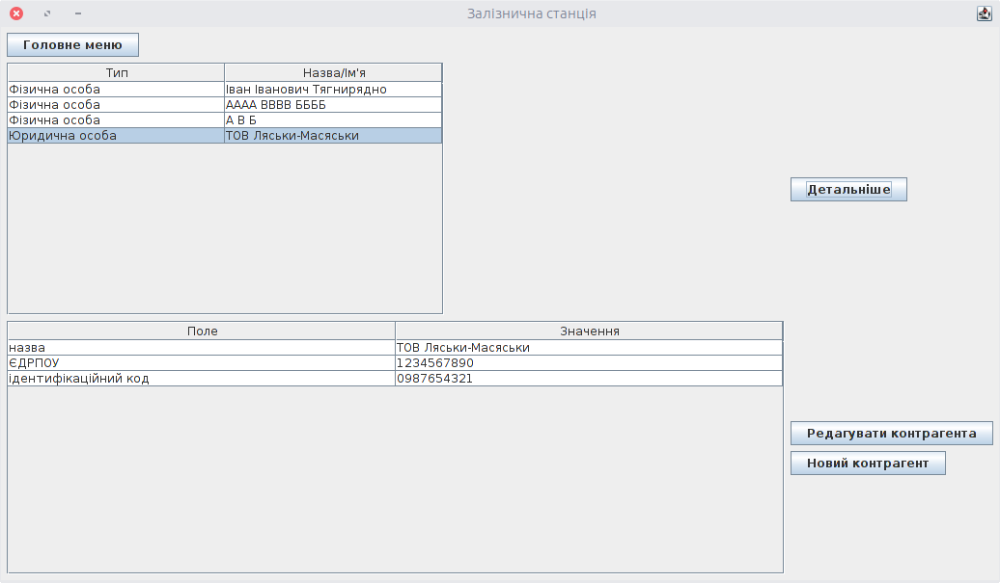 Залізнична станція
Головне меню
Тип Назва/Ім'я
Фізична особа Іван Іванович Тягнирядно
Фізична особа АААА ВВВВ ББББ
Фізична особа А В Б
Юридична особа ТОВ Ляськи-Масяськи
Детальніше
Поле Значення
назва ТОВ Ляськи-Масяськи
ЄДРПОУ 1234567890
ідентифікаційний код 0987654321
Редагувати контрагента
Новий контрагент